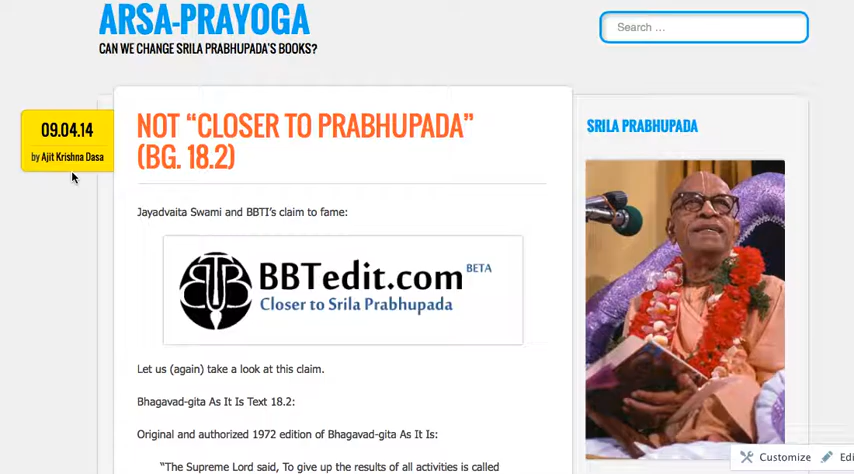 ARSA-PRAYOGA
CAN WE CHANGE SRILA PRABHUPADA'S BOOKS?
Search …
09.04.14
by Ajit Krishna Dasa
NOT “CLOSER TO PRABHUPADA”
(BG. 18.2)
SRILA PRABHUPADA
Jayadvaita Swami and BBTI’s claim to fame:
BBTedit.com BETA
Closer to Srila Prabhupada
Let us (again) take a look at this claim.
Bhagavad-gita As It Is Text 18.2:
Original and authorized 1972 edition of Bhagavad-gita As It Is:
“The Supreme Lord said, To give up the results of all activities is called
Customize
Edi